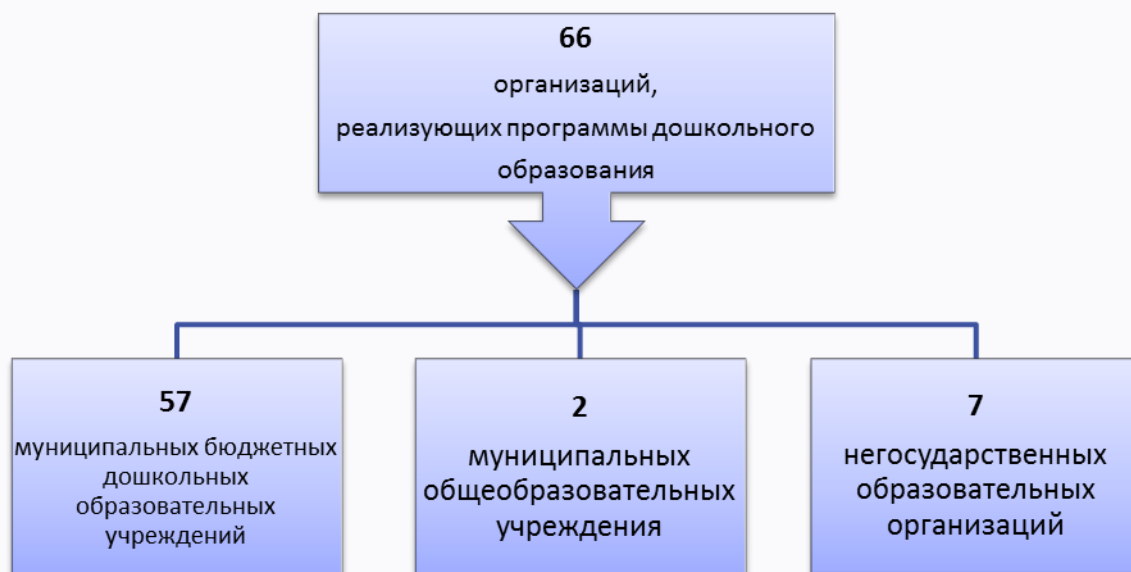 66
организаций,
реализующих программы дошкольного
образования
57
муниципальных бюджетных
дошкольных
образовательных
учреждений
2
муниципальных
общеобразовательных
учреждения
7
негосударственных
образовательных
организаций